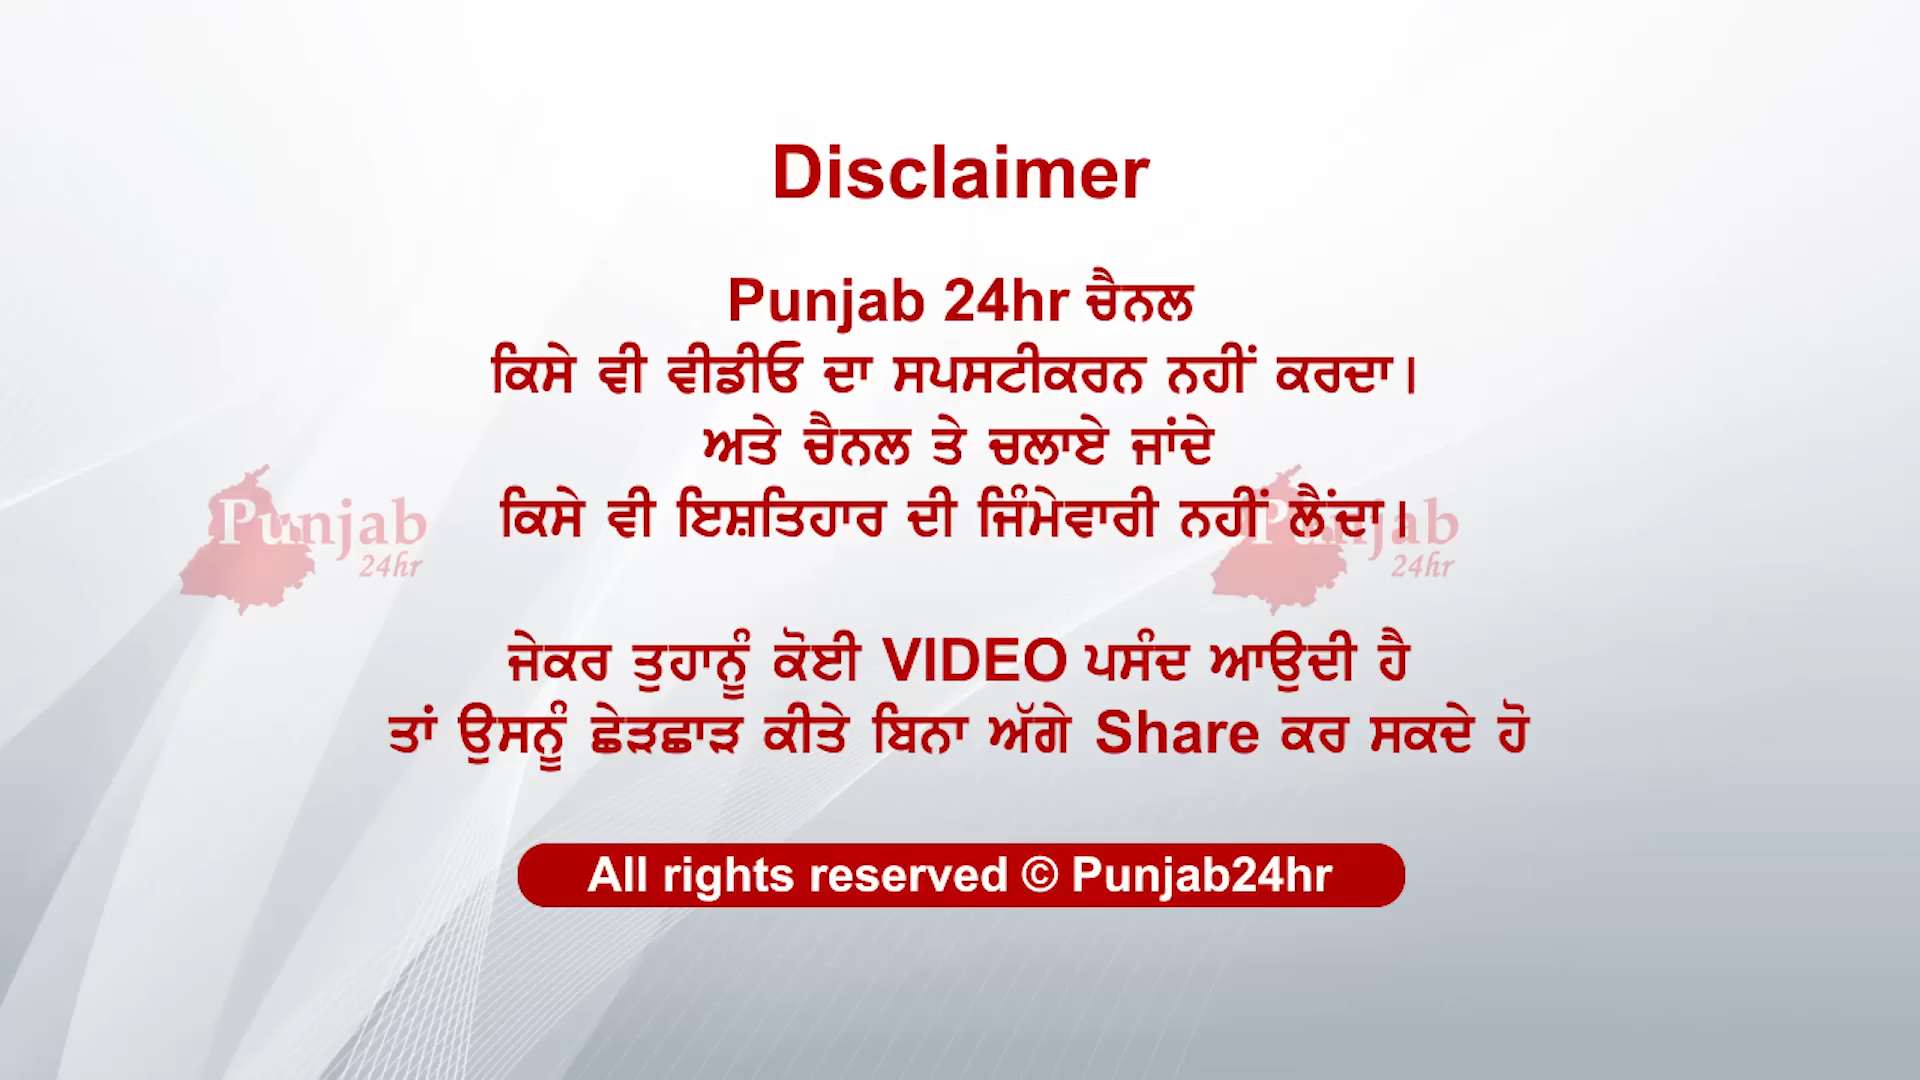 Disclaimer
Punjab 24hr ਚੈਨਲ
ਕਿਸੇ ਵੀ ਵੀਡੀਓ ਦਾ ਸਪਸਟੀਕਰਨ ਨਹੀਂ ਕਰਦਾ।
ਅਤੇ ਚੈਨਲ ਤੇ ਚਲਾਏ ਜਾਂਦੇ
ਕਿਸੇ ਵੀ ਇਸ਼ਤਿਹਾਰ ਦੀ ਜਿੰਮੇਵਾਰੀ ਨਹੀਂ ਲੈਂਦਾ।
Punjab
24hr
Punjab
24hr
ਜੇਕਰ ਤੁਹਾਨੂੰ ਕੋਈ VIDEO ਪਸੰਦ ਆਉਦੀ ਹੈ
ਤਾਂ ਉਸਨੂੰ ਛੇੜਛਾੜ ਕੀਤੇ ਬਿਨਾ ਅੱਗੇ Share ਕਰ ਸਕਦੇ ਹੋ
All rights reserved © Punjab24hr